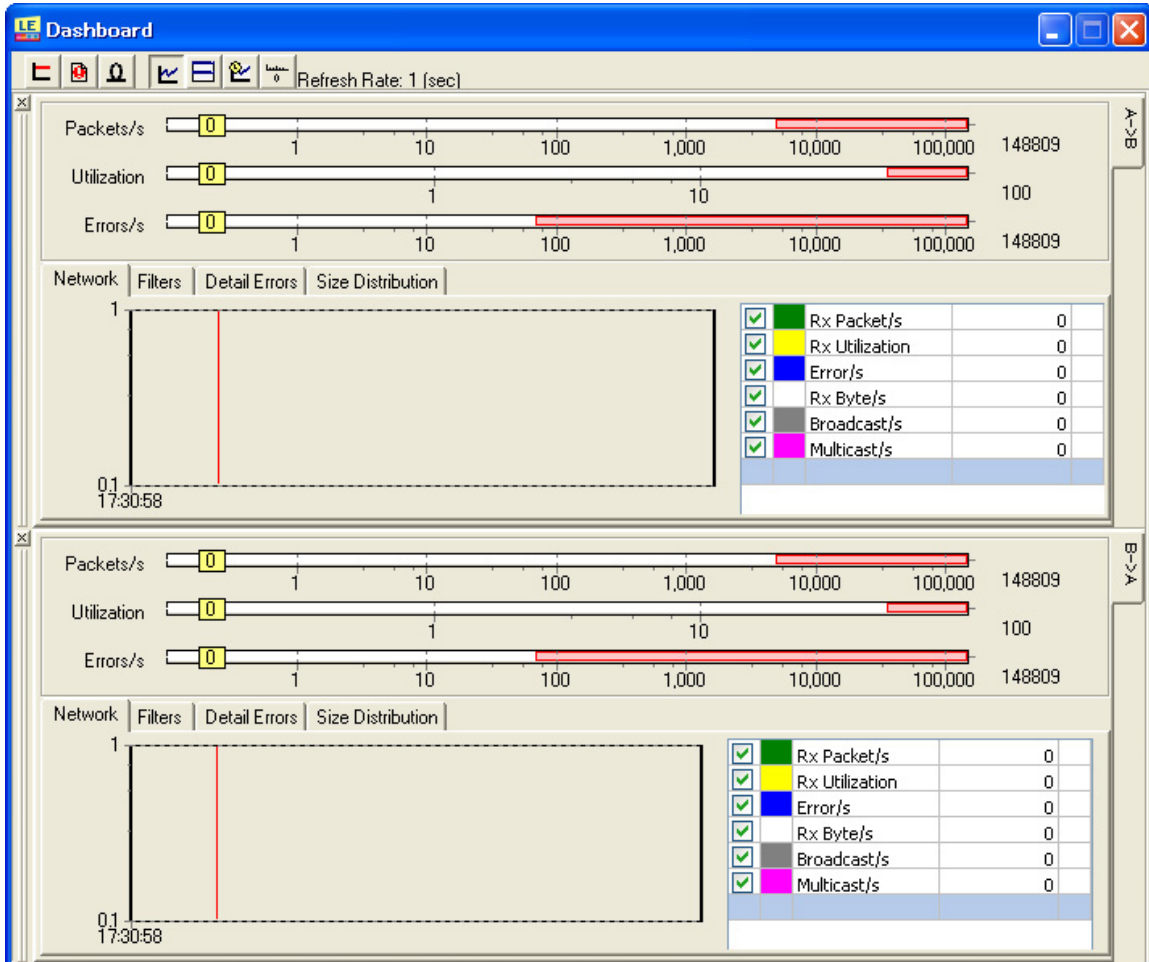 LE Dashboard
Refresh Rate: 1 (sec)
A->B
Packets/s 0 148809
1 10 100 1,000 10,000 100,000
Utilization 0 100
1 10
Errors/s 0 148809
1 10 100 1,000 10,000 100,000
Network Filters Detail Errors Size Distribution
1
0.1
17:30:58
Rx Packet/s 0
Rx Utilization 0
Error/s 0
Rx Byte/s 0
Broadcast/s 0
Multicast/s 0
B->A
Packets/s 0 148809
1 10 100 1,000 10,000 100,000
Utilization 0 100
1 10
Errors/s 0 148809
1 10 100 1,000 10,000 100,000
Network Filters Detail Errors Size Distribution
1
0.1
17:30:58
Rx Packet/s 0
Rx Utilization 0
Error/s 0
Rx Byte/s 0
Broadcast/s 0
Multicast/s 0